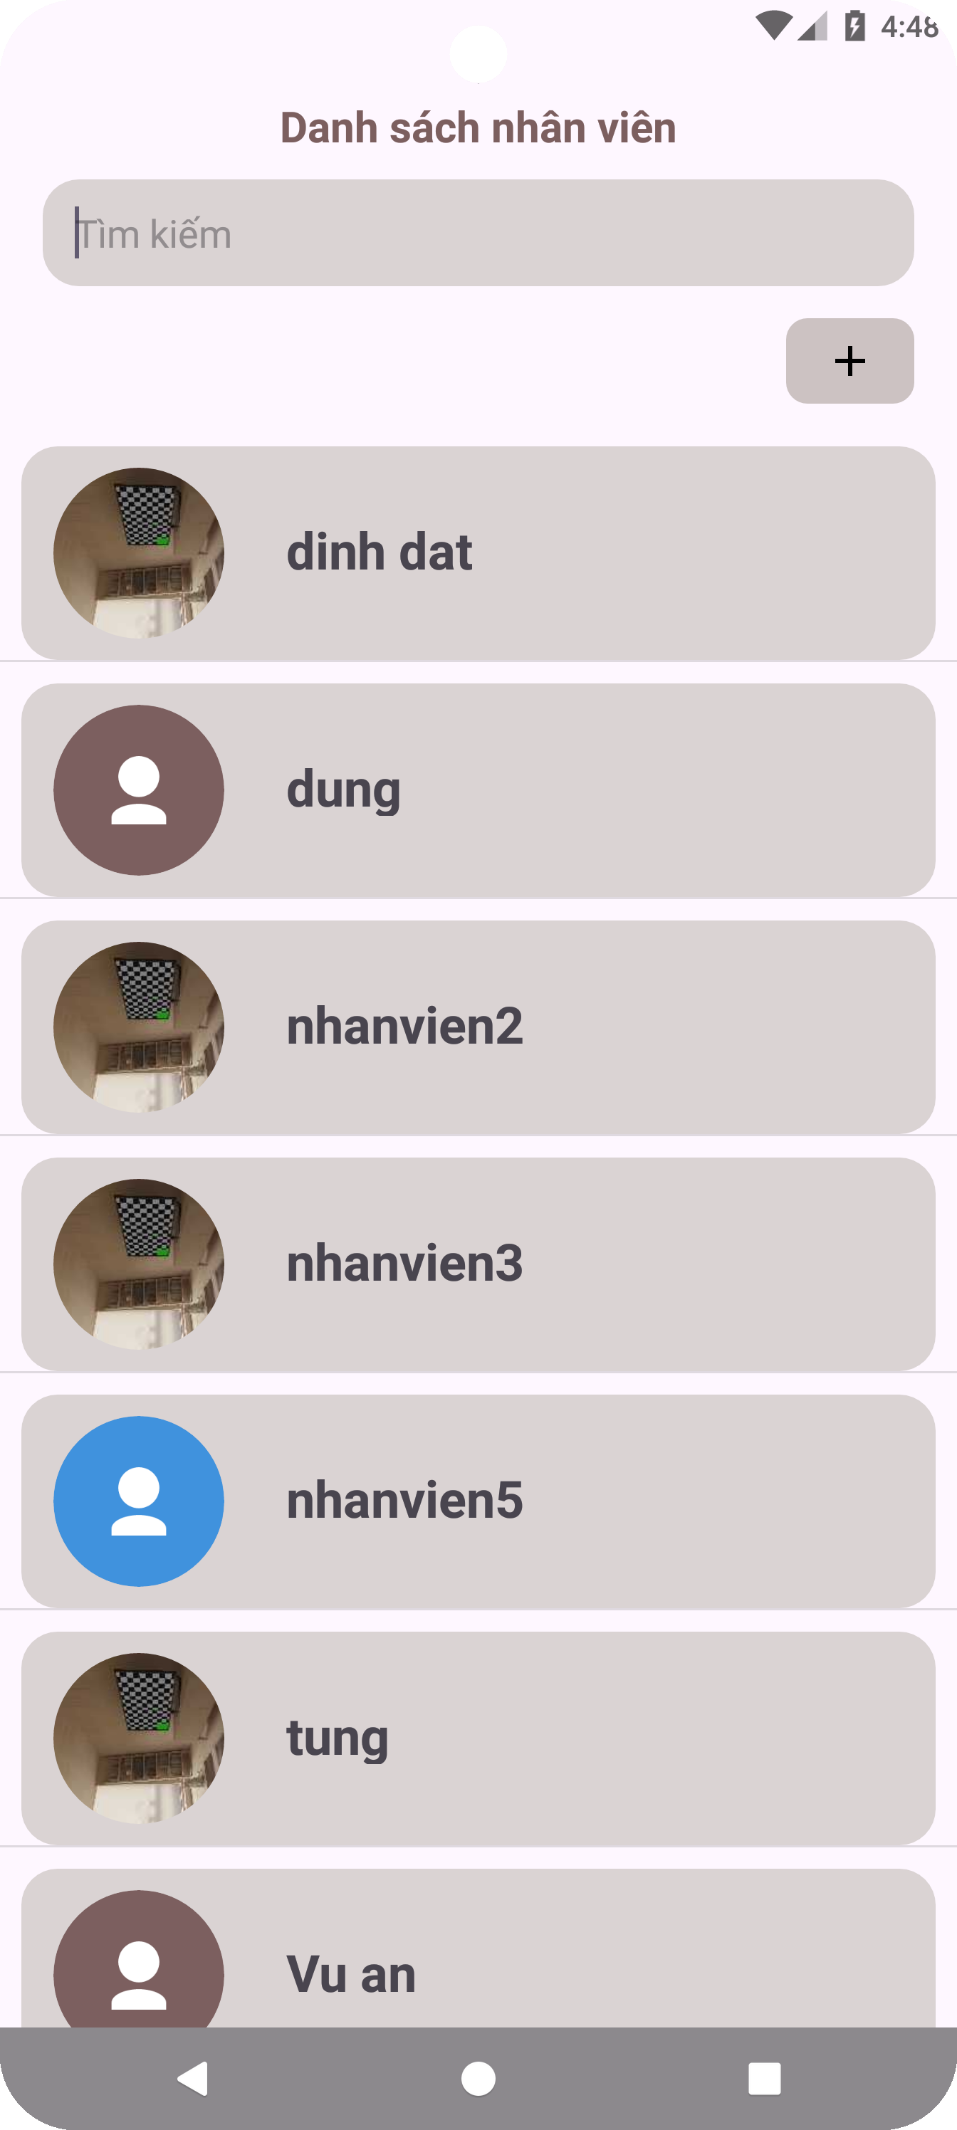 4:48
Danh sách nhân viên
Tìm kiếm
+
dinh dat
dung
nhanvien2
nhanvien3
nhanvien5
tung
Vu an